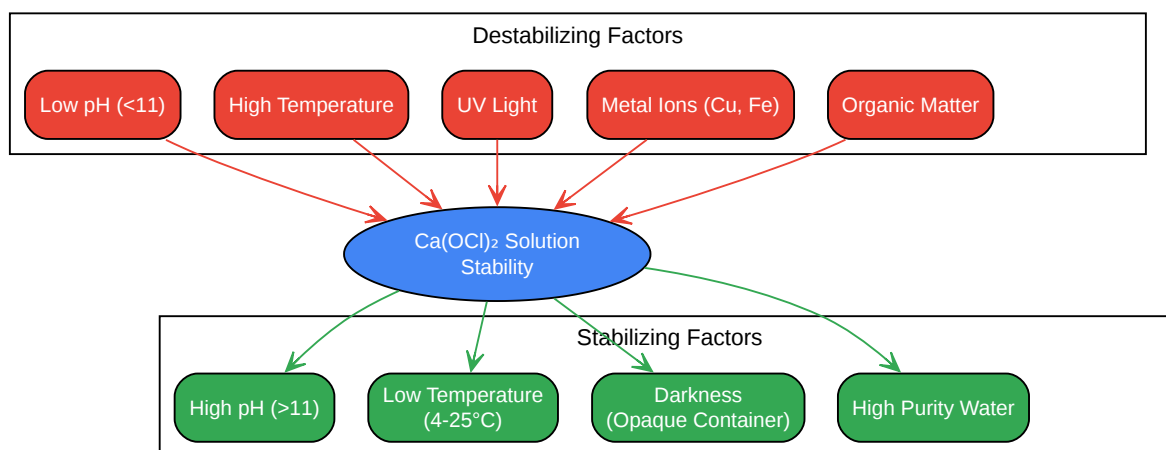 Destabilizing Factors
Low pH (<11)
High Temperature
UV Light
Metal Ions (Cu, Fe)
Organic Matter
Ca(OCl)₂ Solution
Stability
Stabilizing Factors
High pH (>11)
Low Temperature
(4-25°C)
Darkness
(Opaque Container)
High Purity Water